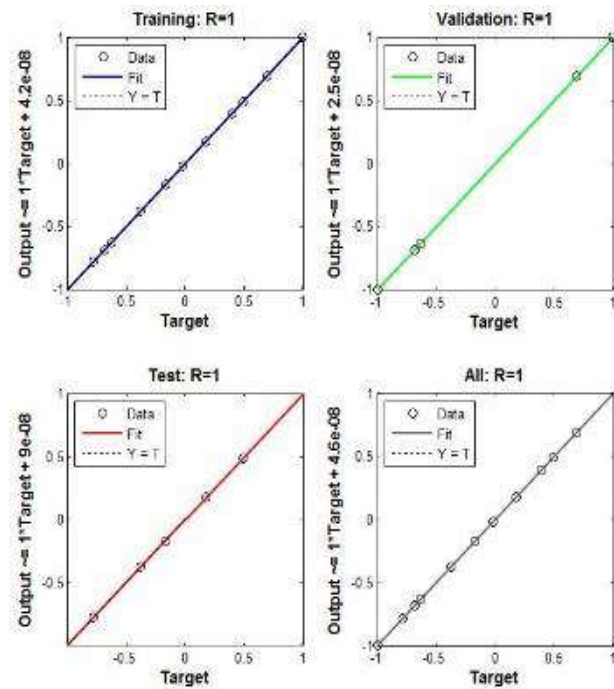 Training: R=1
Output ~= 1*Target + 4.2e-08
Data
Fit
Y = T
1
0.5
0
-0.5
-1
-1
-0.5
0
0.5
1
Target
Validation: R=1
Output ~= 1*Target + 2.5e-08
Data
Fit
Y = T
1
0.5
0
-0.5
-1
-1
-0.5
0
0.5
1
Target
Test: R=1
Output ~= 1*Target + 9e-08
Data
Fit
Y = T
1
0.5
0
-0.5
-0.5
0
0.5
1
Target
All: R=1
Output ~= 1*Target + 4.6e-08
Data
Fit
Y = T
1
0.5
0
-0.5
-1
-1
-0.5
0
0.5
1
Target